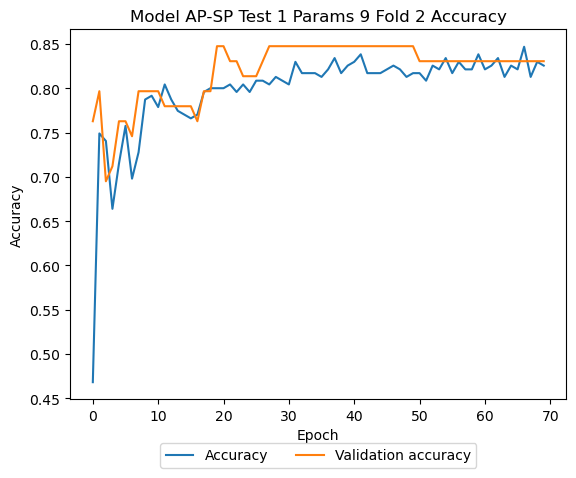 Model AP-SP Test 1 Params 9 Fold 2 Accuracy
0.85
0.80
0.75
0.70
0.65
0.60
0.55
0.50
0.45
Accuracy
0 10 20 30 40 50 60 70
Epoch
Accuracy Validation accuracy